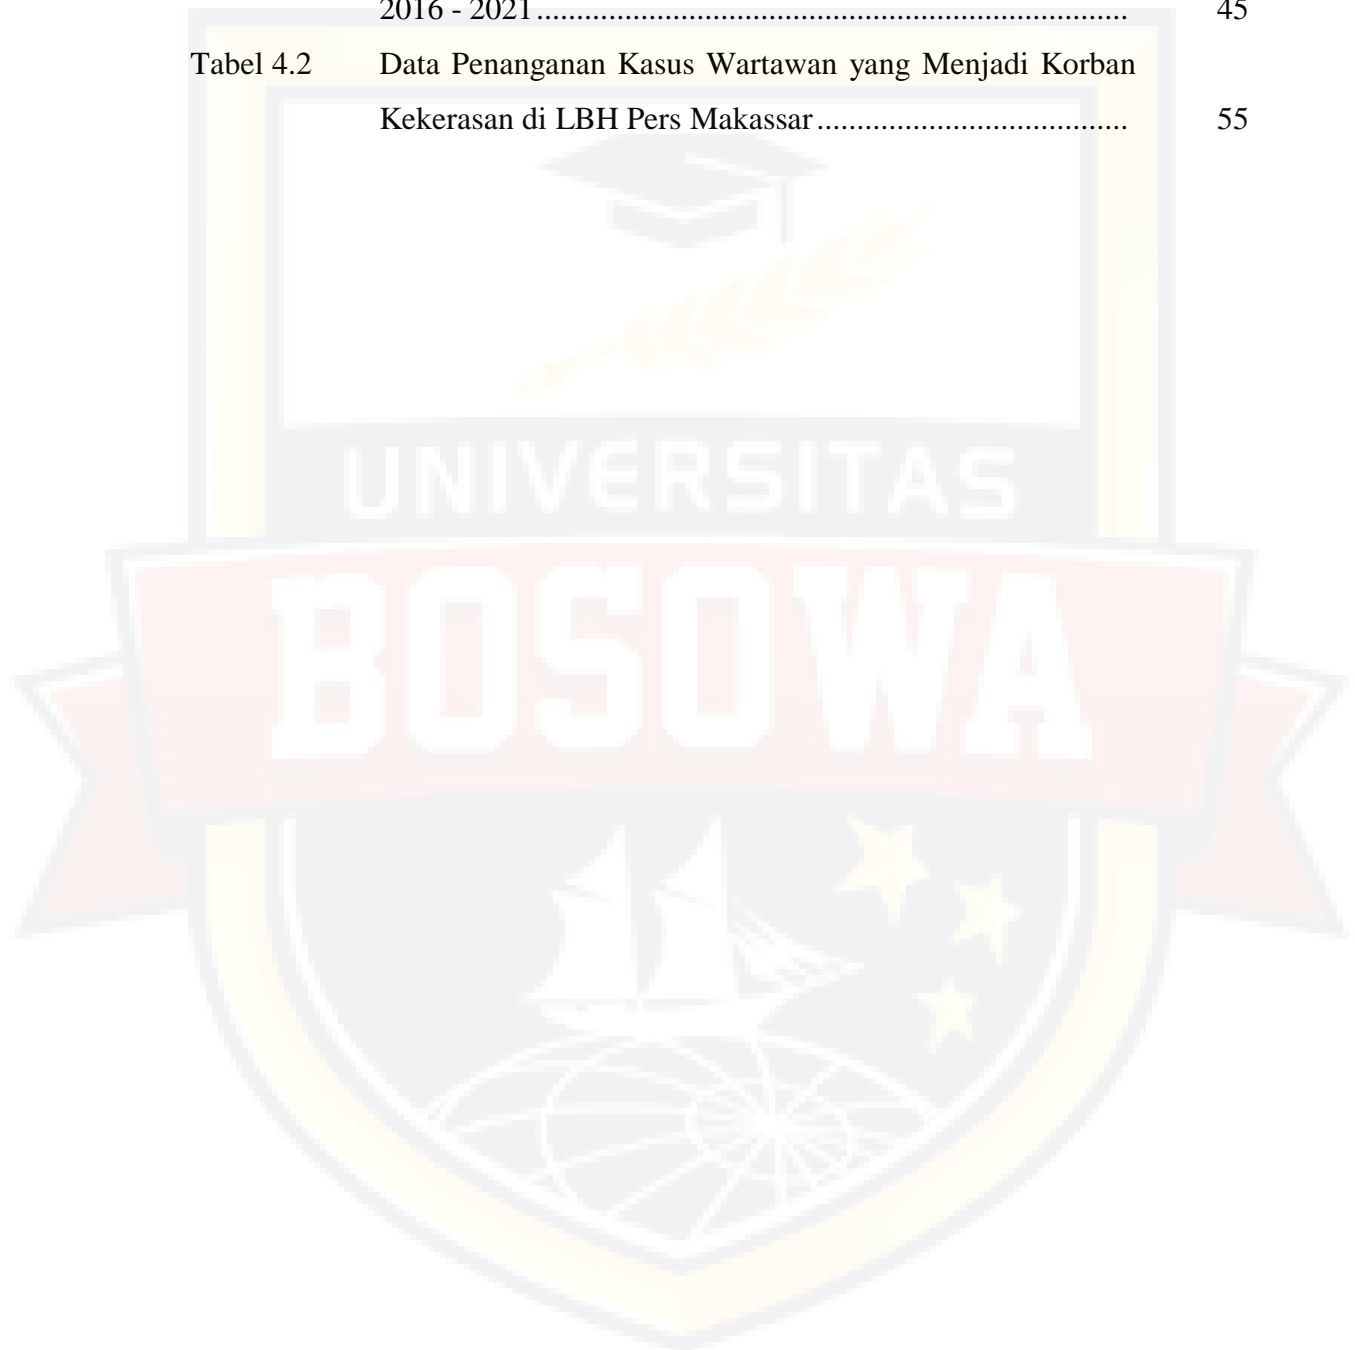 2016 - 2021.......................................................................... 45
Tabel 4.2 Data Penanganan Kasus Wartawan yang Menjadi Korban
Kekerasan di LBH Pers Makassar....................................... 55
UNIVERSITAS
BOSOWA